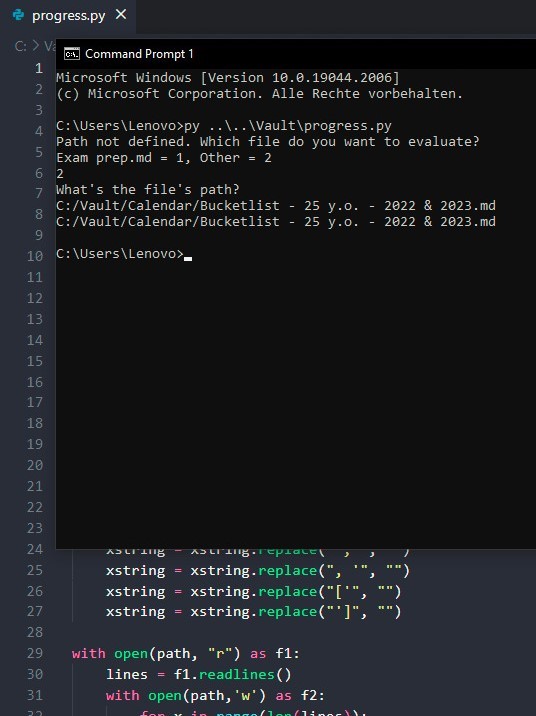 progress.py
C: > Va
Command Prompt 1
Microsoft Windows [Version 10.0.19044.2006]
(c) Microsoft Corporation. Alle Rechte vorbehalten.
C:\Users\Lenovo>py ..\..\Vault\progress.py
Path not defined. Which file do you want to evaluate?
Exam prep.md = 1, Other = 2
2
What's the file's path?
C:/Vault/Calendar/Bucketlist - 25 y.o. - 2022 & 2023.md
C:/Vault/Calendar/Bucketlist - 25 y.o. - 2022 & 2023.md
C:\Users\Lenovo>
1
2
3
4
5
6
7
8
9
10
11
12
13
14
15
16
17
18
19
20
21
22
23
24 xstring = xstring.replace(
25 xstring = xstring.replace(", '", "")
26 xstring = xstring.replace("['", "")
27 xstring = xstring.replace("']", "")
28
29 with open(path, "r") as f1:
30 lines = f1.readlines()
31 with open(path,'w') as f2:
32 for x in range(len(lines)):